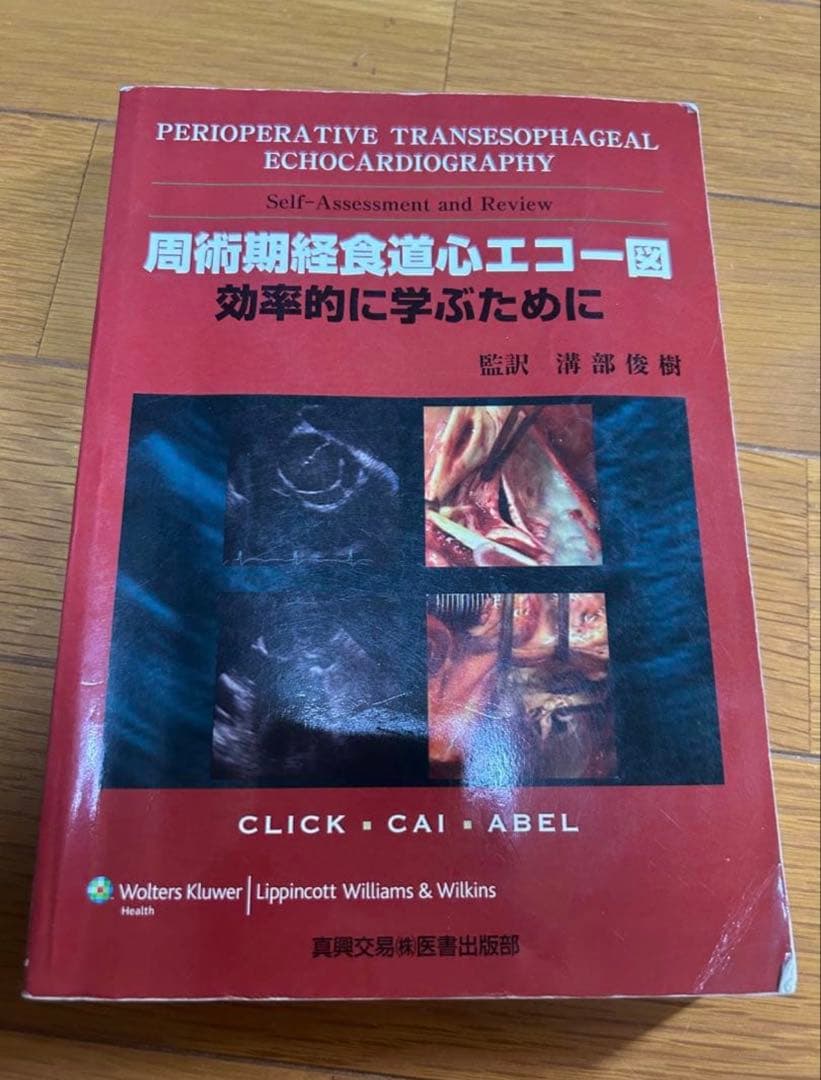 PERIOPERATIVE TRANSESOPHAGEAL
ECHOCARDIOGRAPHY
Self-Assessment and Review
周術期経食道心エコー図
効率的に学ぶために
監訳 溝部俊樹
CLICK ▪ CAI ▪ ABEL
Wolters Kluwer | Lippincott Williams & Wilkins
Health
真興交易㈱医書出版部